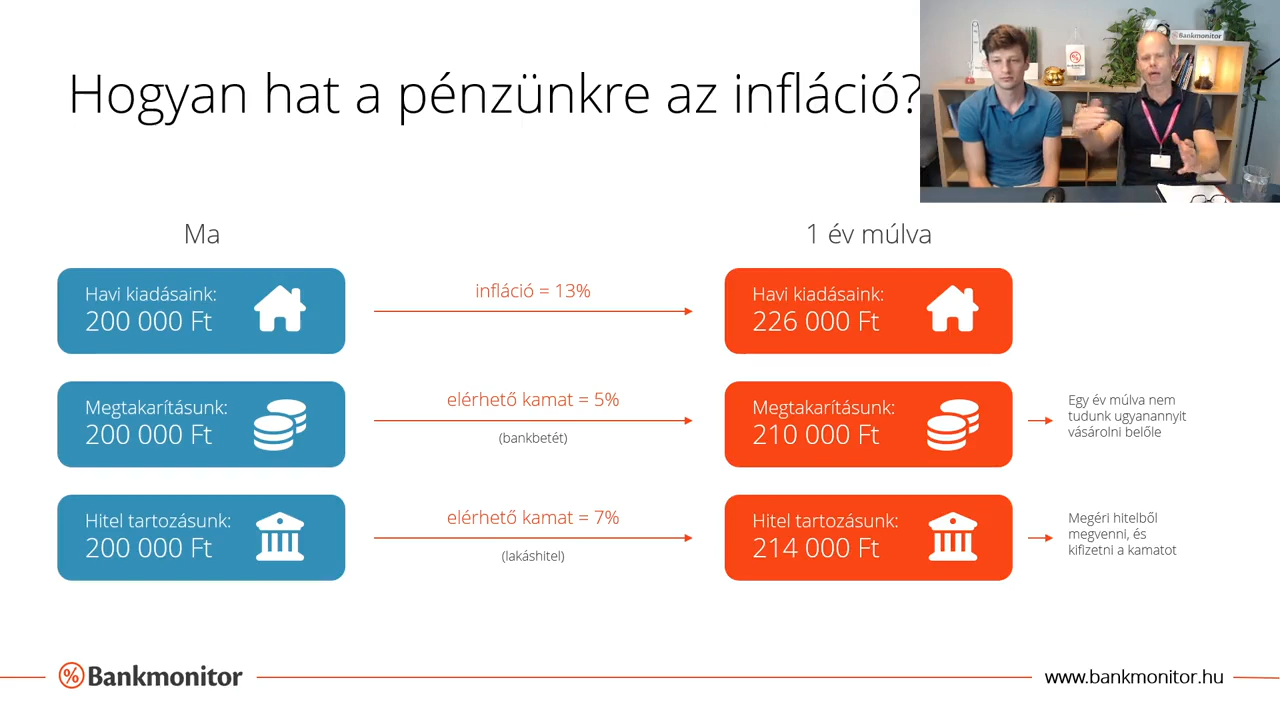 Hogyan hat a pénzünkre az infláció?
Bankmonitor
Ma
1 év múlva
Havi kiadásaink:
200 000 Ft
infláció = 13%
Havi kiadásaink:
226 000 Ft
Megtakarításunk:
200 000 Ft
elérhető kamat = 5%
(bankbetét)
Megtakarításunk:
210 000 Ft
Egy év múlva nem
tudunk ugyanannyit
vásárolni belőle
Hitel tartozásunk:
200 000 Ft
elérhető kamat = 7%
(lakáshitel)
Hitel tartozásunk:
214 000 Ft
Megéri hitelből
megvenni, és
kifizetni a kamatot
% Bankmonitor
www.bankmonitor.hu